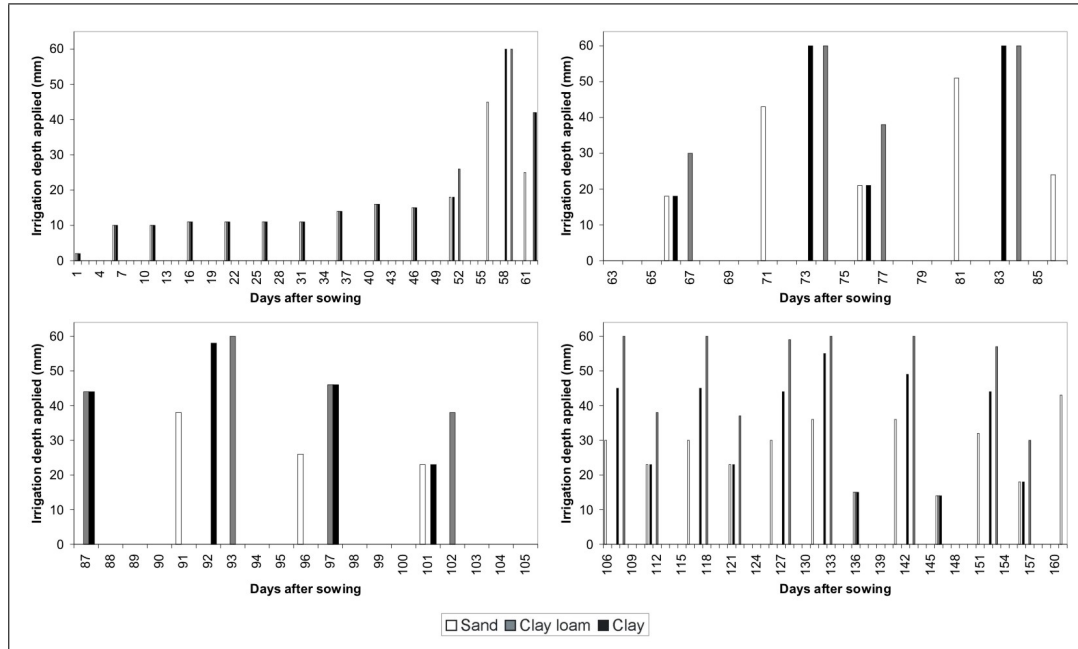 Irrigation depth applied (mm)
60
50
40
30
20
10
0
1 4 7 10 13 16 19 22 25 28 31 34 37 40 43 46 49 52 55 58 61
Days after sowing
Irrigation depth applied (mm)
60
50
40
30
20
10
0
63 65 67 69 71 73 75 77 79 81 83 85
Days after sowing
Irrigation depth applied (mm)
60
50
40
30
20
10
0
87 88 89 90 91 92 93 94 95 96 97 98 99 100 101 102 103 104 105
Days after sowing
Irrigation depth applied (mm)
60
50
40
30
20
10
0
106 109 112 115 118 121 124 127 130 133 136 139 142 145 148 151 154 157 160
Days after sowing
Sand Clay loam Clay